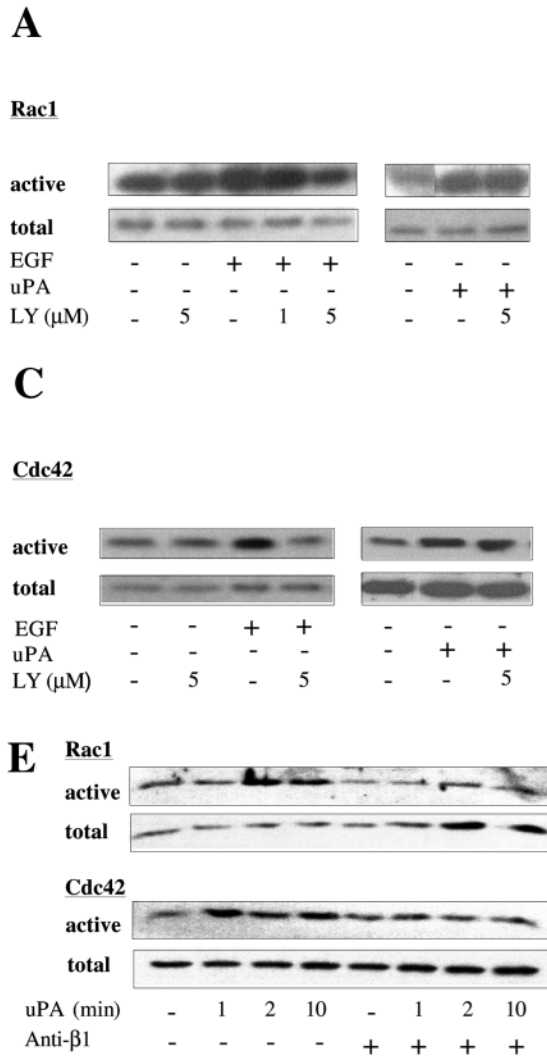 A
Rac1
active
total
EGF - - + + + - - -
uPA - - - - - - + +
LY (μM) - 5 - 1 5 - - 5
C
Cdc42
active
total
EGF - - + + - - -
uPA - - - - - + +
LY (μM) - 5 - 5 - - 5
E Rac1
active
total
Cdc42
active
total
uPA (min) - 1 2 10 - 1 2 10
Anti-β1 - - - - + + + +